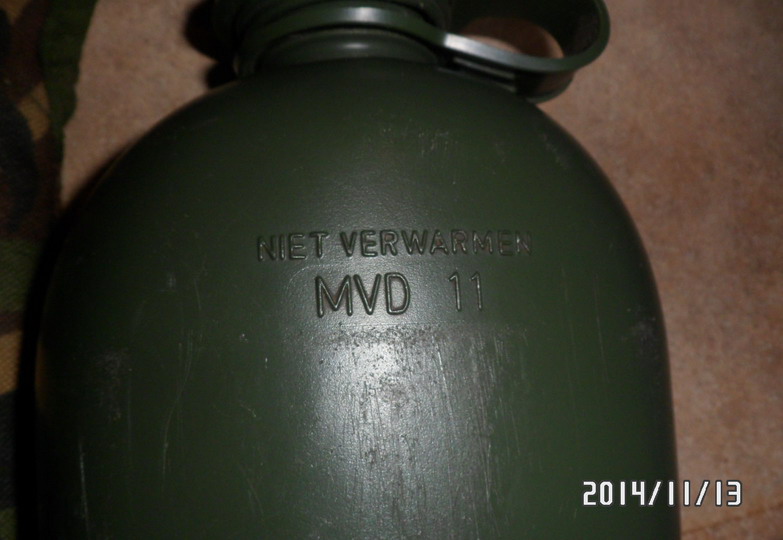 NIET VERWARMEN
MVD 11
2014/11/13